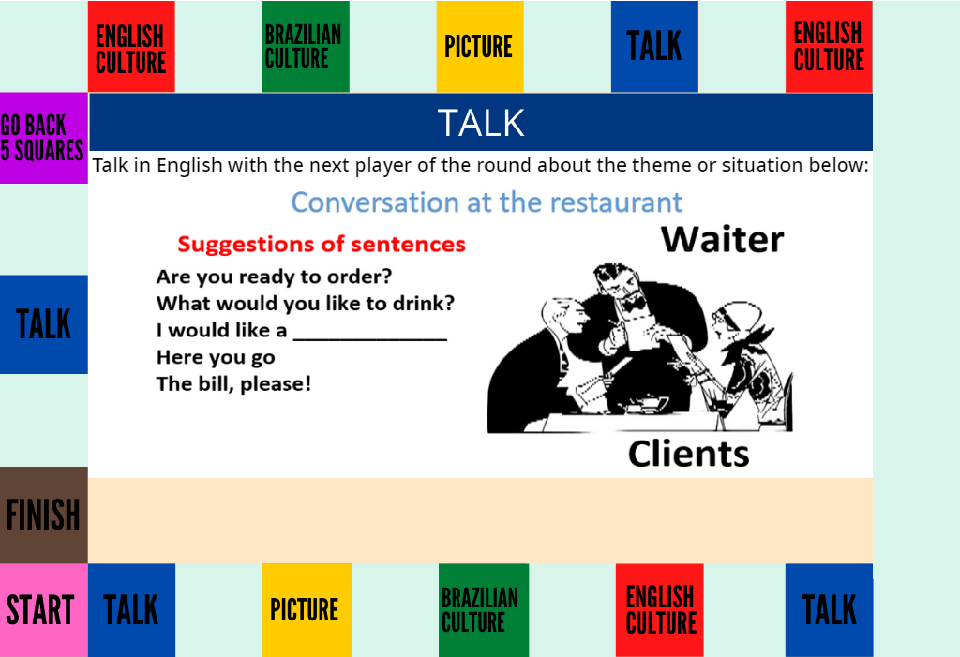 ENGLISH
CULTURE
BRAZILIAN
CULTURE
PICTURE
TALK
ENGLISH
CULTURE
GO BACK
5 SQUARES
TALK
Talk in English with the next player of the round about the theme or situation below:
Conversation at the restaurant
Waiter
Suggestions of sentences
Are you ready to order?
What would you like to drink?
I would like a ______________
Here you go
The bill, please!
Clients
TALK
FINISH
START
TALK
PICTURE
BRAZILIAN
CULTURE
ENGLISH
CULTURE
TALK